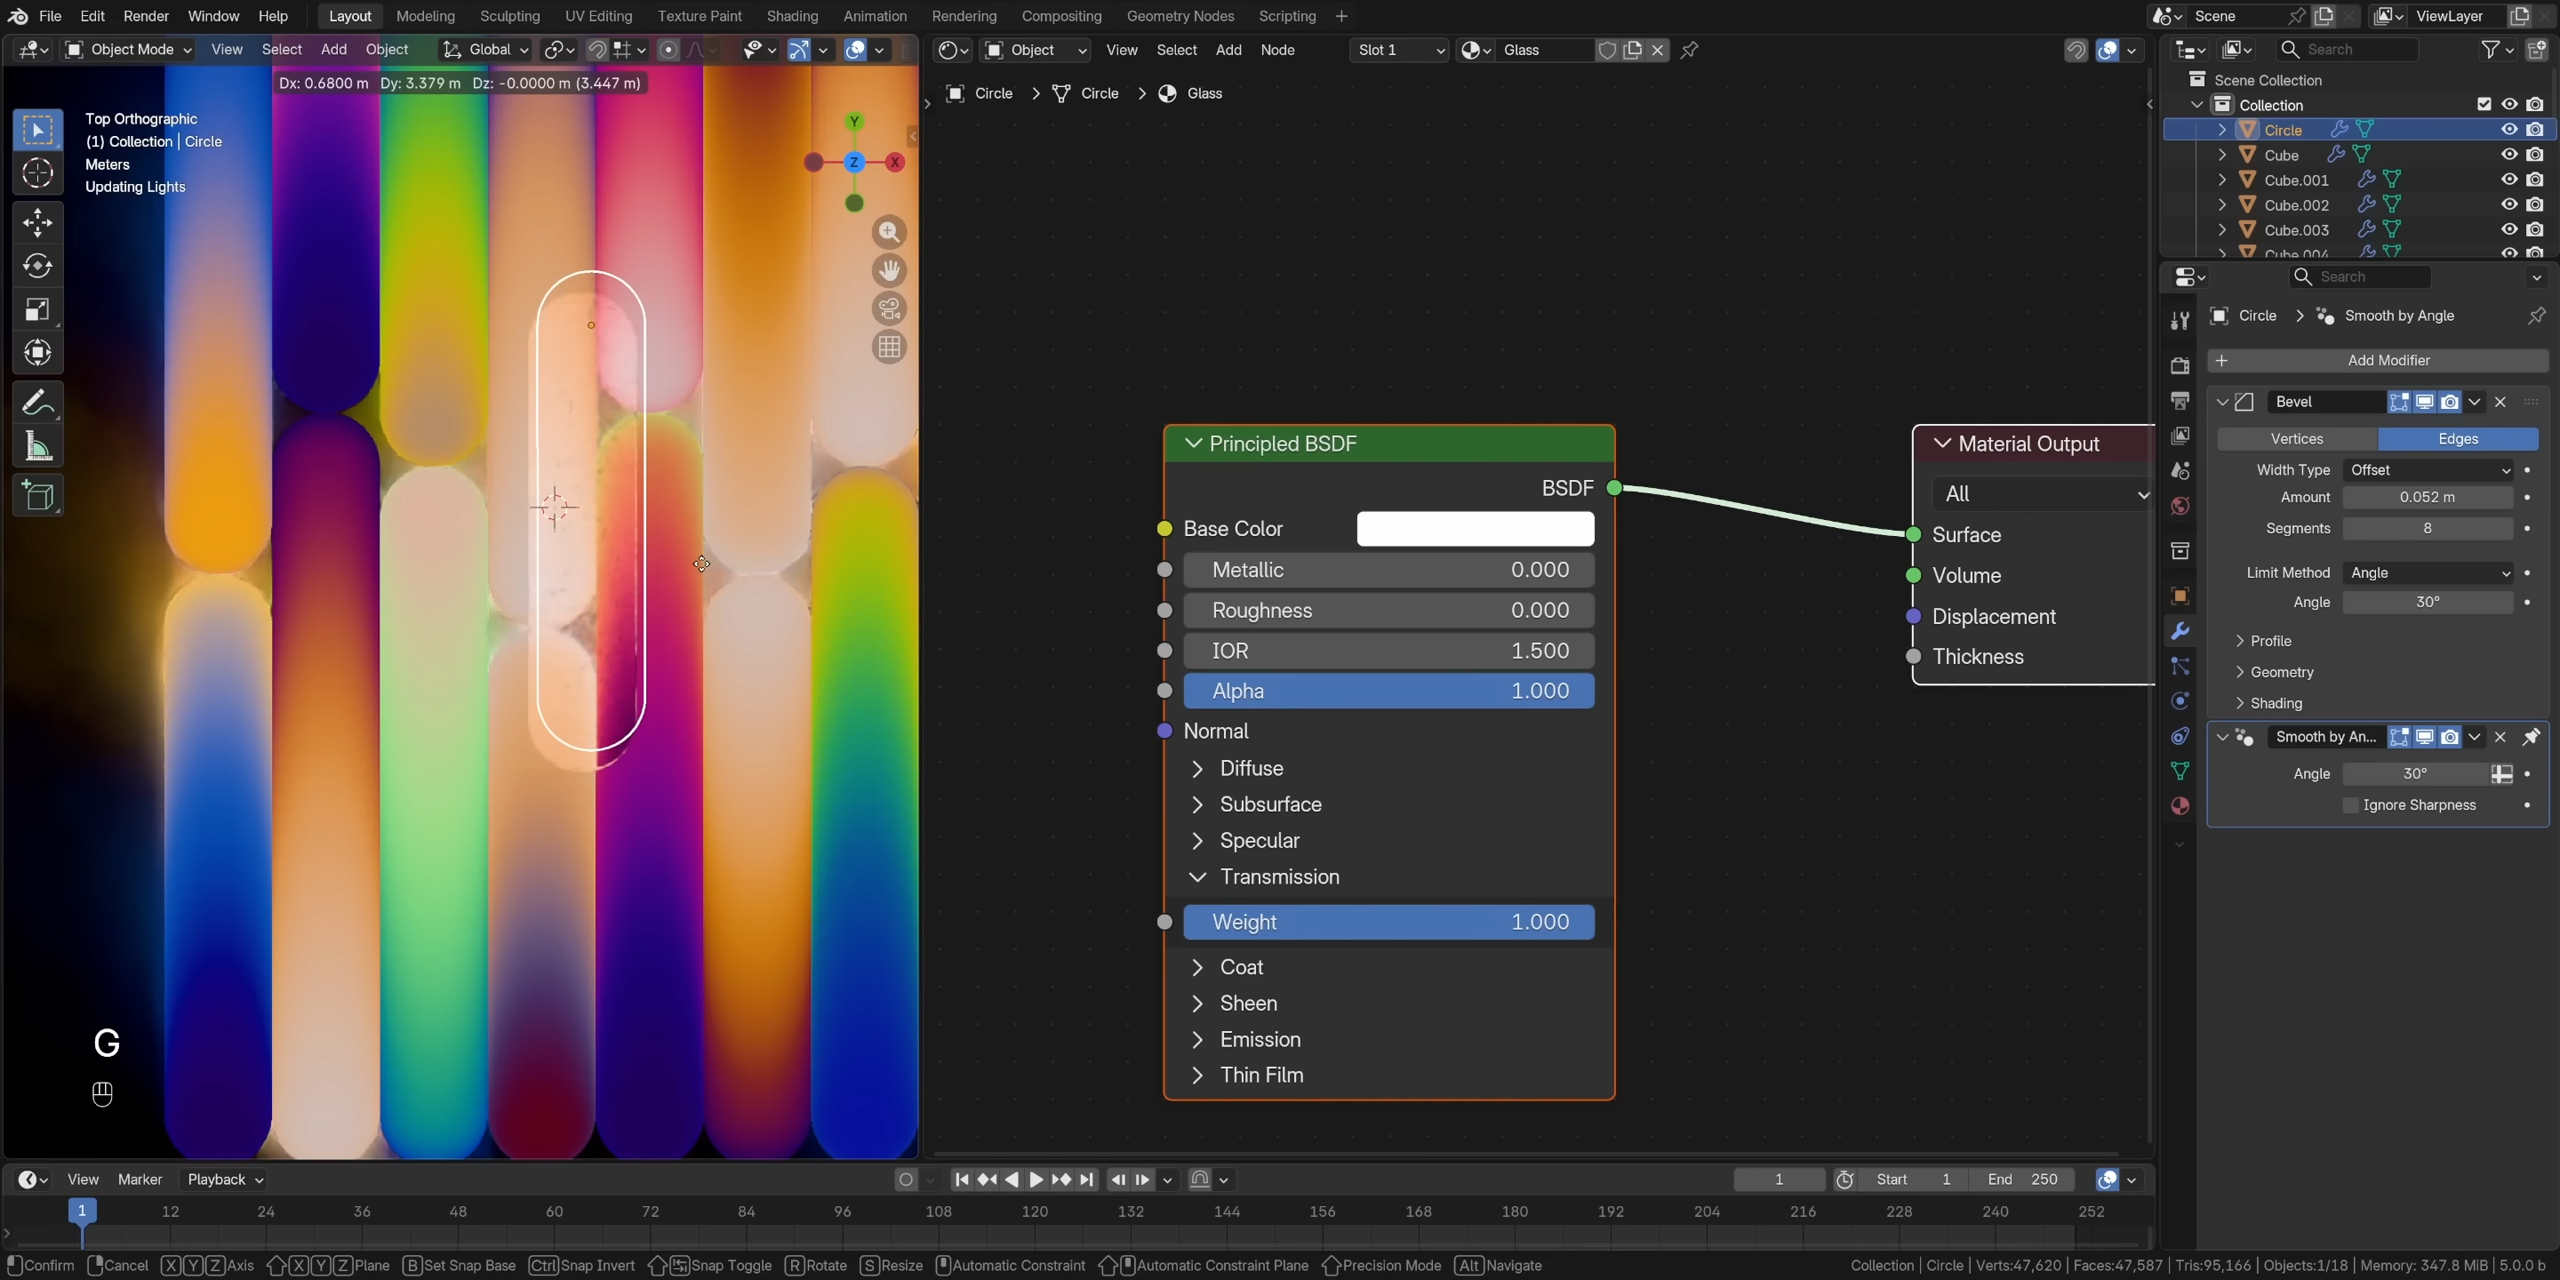 File Edit Render Window Help Layout Modeling Sculpting UV Editing Texture Paint Shading Animation Rendering Compositing Geometry Nodes Scripting + Scene ViewLayer
Object Mode View Select Add Object Global Object View Select Add Node Slot 1 Glass Search
Dx: 0.6800 m Dy: 3.379 m Dz: -0.0000 m (3.447 m)
Circle Circle Glass
Top Orthographic
(1) Collection | Circle
Meters
Updating Lights
Y
Z
X
Scene Collection
Collection
Circle
Cube
Cube.001
Cube.002
Cube.003
Cube.004
Search
Circle Smooth by Angle
Add Modifier
Bevel
Vertices Edges
Width Type Offset
Amount 0.052 m
Segments 8
Limit Method Angle
Angle 30°
Profile
Geometry
Shading
Smooth by An...
Angle 30°
Ignore Sharpness
Principled BSDF
BSDF
Base Color
Metallic 0.000
Roughness 0.000
IOR 1.500
Alpha 1.000
Normal
Diffuse
Subsurface
Specular
Transmission
Weight 1.000
Coat
Sheen
Emission
Thin Film
Material Output
All
Surface
Volume
Displacement
Thickness
G
View Marker Playback 1 Start 1 End 250
1 12 24 36 48 60 72 84 96 108 120 132 144 156 168 180 192 204 216 228 240 252
Confirm Cancel X Y Z Axis X Y Z Plane B Set Snap Base Ctrl Snap Invert Snap Toggle R Rotate S Resize Automatic Constraint Automatic Constraint Plane Precision Mode Alt Navigate Collection | Circle | Verts:47,620 | Faces:47,587 | Tris:95,166 | Objects:1/18 | Memory: 347.8 MiB | 5.0.0 b